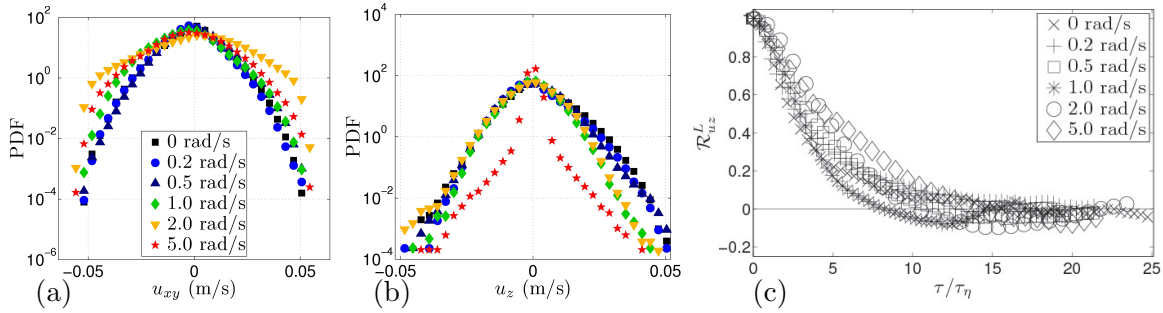 PDF
10^2
10^0
10^-2
10^-4
10^-6
0 rad/s
0.2 rad/s
0.5 rad/s
1.0 rad/s
2.0 rad/s
5.0 rad/s
-0.05
0
0.05
(a)
u_xy (m/s)
PDF
10^4
10^2
10^0
10^-2
10^-4
-0.05
0
0.05
(b)
u_z (m/s)
R^L_uz
1
0.8
0.6
0.4
0.2
0
-0.2
0 rad/s
0.2 rad/s
0.5 rad/s
1.0 rad/s
2.0 rad/s
5.0 rad/s
0
5
10
15
20
25
(c)
τ/τ_η